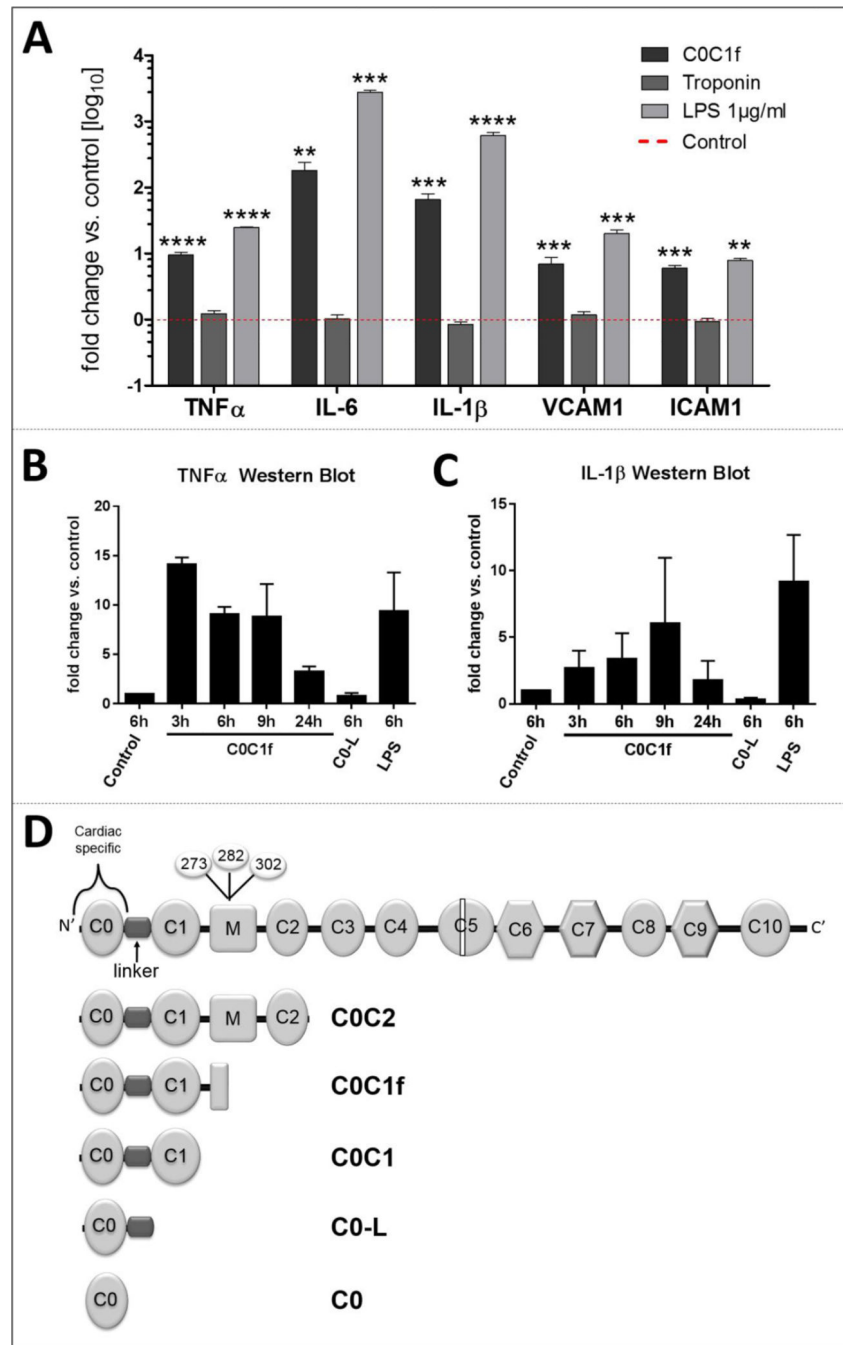 A
fold change vs. control [log10]
4
3
2
1
0
-1
C0C1f
Troponin
LPS 1µg/ml
Control
**** ****
** ***
*** ****
*** ***
*** **
TNFα IL-6 IL-1β VCAM1 ICAM1
B
TNFα Western Blot
fold change vs. control
20
15
10
5
0
6h 3h 6h 9h 24h 6h 6h
Control C0C1f C0-L LPS
C
IL-1β Western Blot
fold change vs. control
15
10
5
0
6h 3h 6h 9h 24h 6h 6h
Control C0C1f C0-L LPS
D
Cardiac
specific
273 282 302
N' C0 C1 M C2 C3 C4 C5 C6 C7 C8 C9 C10 C'
linker
C0 C1 M C2 C0C2
C0 C1 C0C1f
C0 C1 C0C1
C0 C0-L
C0 C0